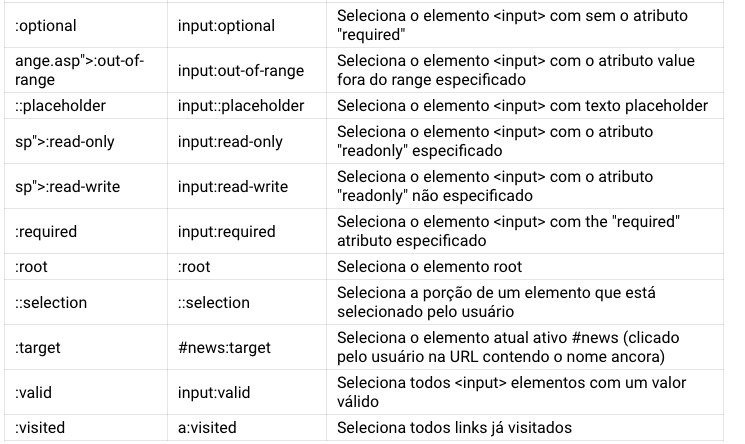 :optional input:optional Seleciona o elemento <input> com sem o atributo
"required"
ange.asp">:out-of-
range input:out-of-range Seleciona o elemento <input> com o atributo value
fora do range especificado
::placeholder input::placeholder Seleciona o elemento <input> com texto placeholder
sp">:read-only input:read-only Seleciona o elemento <input> com o atributo
"readonly" especificado
sp">:read-write input:read-write Seleciona o elemento <input> com o atributo
"readonly" não especificado
:required input:required Seleciona o elemento <input> com the "required"
atributo especificado
:root :root Seleciona o elemento root
::selection ::selection Seleciona a porção de um elemento que está
selecionado pelo usuário
:target #news:target Seleciona o elemento atual ativo #news (clicado
pelo usuário na URL contendo o nome ancora)
:valid input:valid Seleciona todos <input> elementos com um valor
válido
:visited a:visited Seleciona todos links já visitados